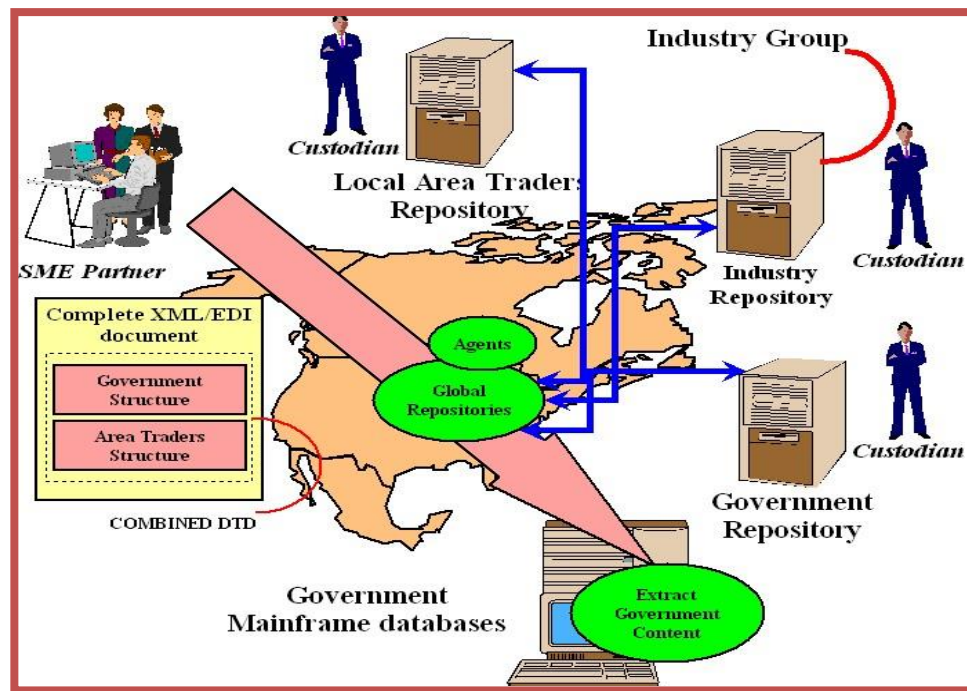 Industry Group
Custodian
Local Area Traders
Repository
SME Partner
Industry
Repository
Custodian
Complete XML/EDI
document
Government
Structure
Area Traders
Structure
COMBINED DTD
Agents
Global
Repositories
Custodian
Government
Repository
Government
Mainframe databases
Extract
Government
Content